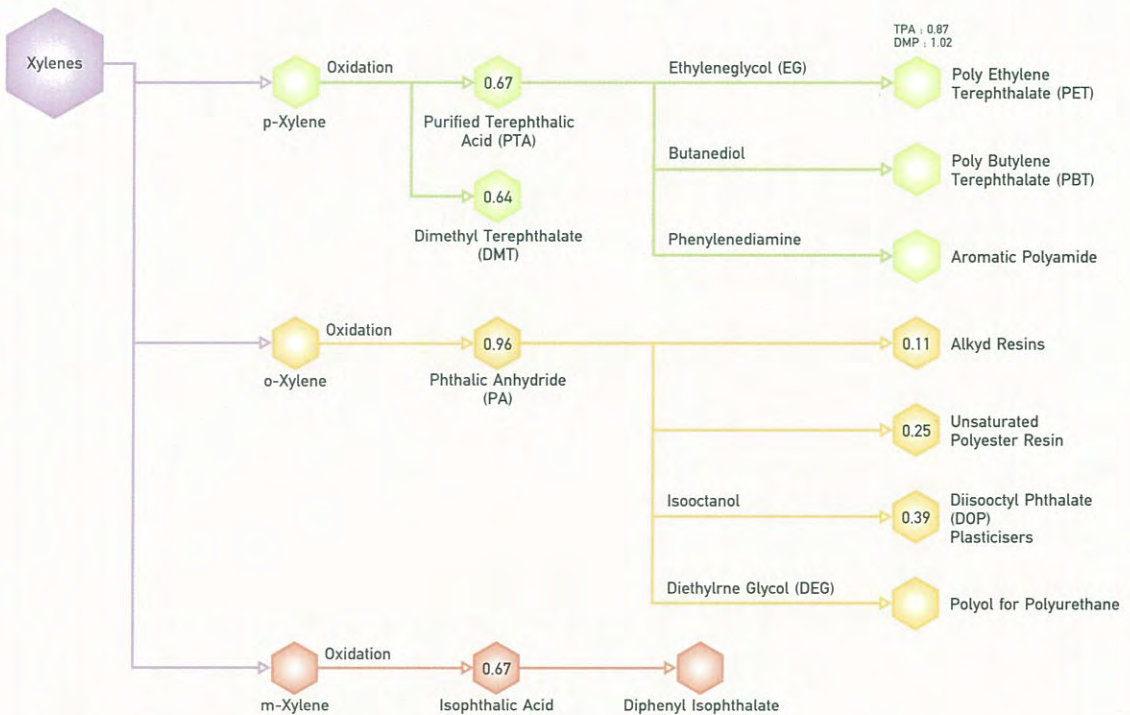 TPA : 0.87
DMP : 1.02
Xylenes
Oxidation
p-Xylene
0.67
Purified Terephthalic
Acid (PTA)
0.64
Dimethyl Terephthalate
(DMT)
Ethyleneglycol (EG)
Poly Ethylene
Terephthalate (PET)
Butanediol
Poly Butylene
Terephthalate (PBT)
Phenylenediamine
Aromatic Polyamide
Oxidation
o-Xylene
0.96
Phthalic Anhydride
(PA)
0.11
Alkyd Resins
0.25
Unsaturated
Polyester Resin
Isooctanol
0.39
Diisooctyl Phthalate
(DOP)
Plasticisers
Diethylrne Glycol (DEG)
Polyol for Polyurethane
Oxidation
m-Xylene
0.67
Isophthalic Acid
Diphenyl Isophthalate